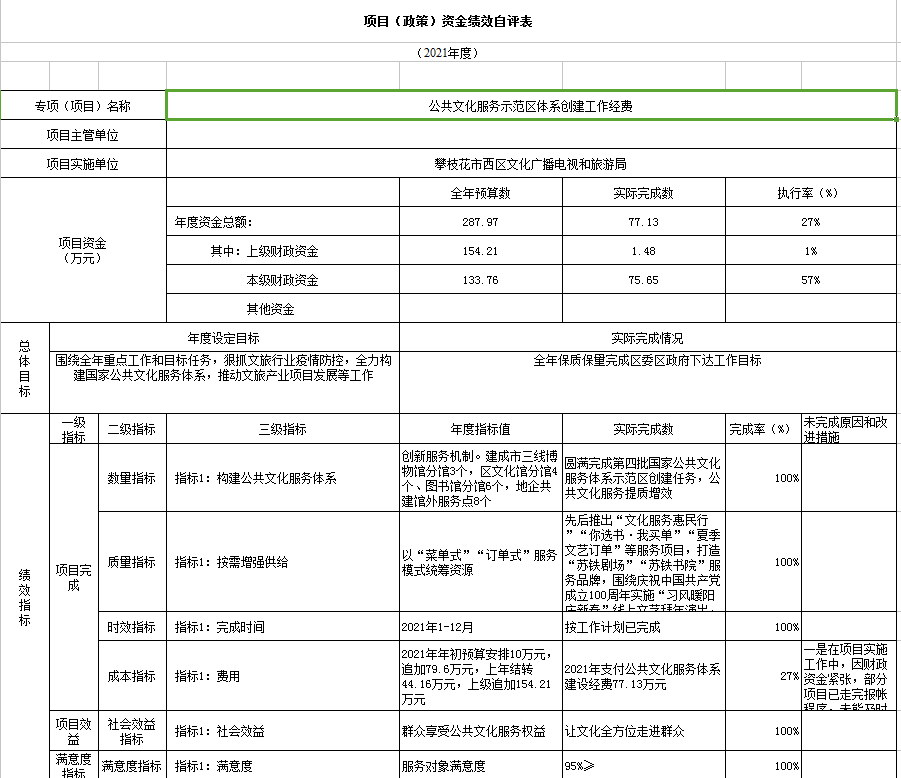 项目（政策）资金绩效自评表
（2021年度）
专项（项目）名称
公共文化服务示范区体系创建工作经费
项目主管单位
项目实施单位
攀枝花市西区文化广播电视和旅游局
项目资金
（万元）
全年预算数
实际完成数
执行率（%）
年度资金总额：
287.97
77.13
27%
其中：上级财政资金
154.21
1.48
1%
本级财政资金
133.76
75.65
57%
其他资金
总体目标
年度设定目标
实际完成情况
围绕全年重点工作和目标任务，狠抓文旅行业疫情防控，全力构
建国家公共文化服务体系，推动文旅产业项目发展等工作
全年保质保量完成区委区政府下达工作目标
绩效指标
一级
指标
二级指标
三级指标
年度指标值
实际完成数
完成率（%）
未完成原因和改
进措施
项目完
成
数量指标
指标1：构建公共文化服务体系
创新服务机制。建成市三线博
物馆分馆3个，区文化馆分馆4
个、图书馆分馆6个，地企共
建馆外服务点8个
圆满完成第四批国家公共文化
服务体系示范区创建任务，公
共文化服务提质增效
100%
质量指标
指标1：按需增强供给
以“菜单式”“订单式”服务
模式统筹资源
先后推出“文化服务惠民行
”“你选书·我买单”“夏季
文艺订单”等服务项目，打造
“苏铁剧场”“苏铁书院”服
务品牌，围绕庆祝中国共产党
成立100周年实施“习风暖阳
庆新春”线上文艺拜年演出，
100%
时效指标
指标1：完成时间
2021年1-12月
按工作计划已完成
100%
成本指标
指标1：费用
2021年年初预算安排10万元，
追加79.6万元，上年结转
44.16万元，上级追加154.21
万元
2021年支付公共文化服务体系
建设经费77.13万元
27%
一是在项目实施
工作中，因财政
资金紧张，部分
项目已走完报帐
程序，未能及时
项目效
益
社会效益
指标
指标1：社会效益
群众享受公共文化服务权益
让文化全方位走进群众
100%
满意度
指标
满意度指标
指标1：满意度
服务对象满意度
95%≥
100%